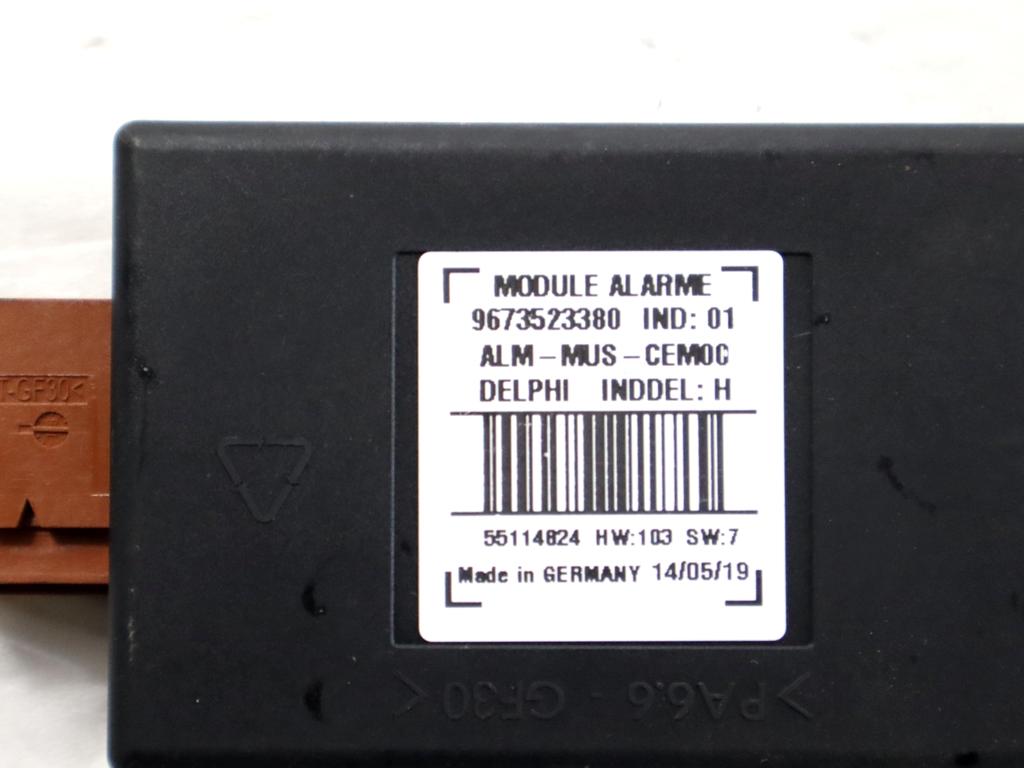 MODULE ALARME
9673523380 IND: 01
ALM-MUS-CEM0C
DELPHI INDDEL: H
55114824 HW:103 SW:7
Made in GERMANY 14/05/19
T-GF30<
>PA6.6 - GF30<